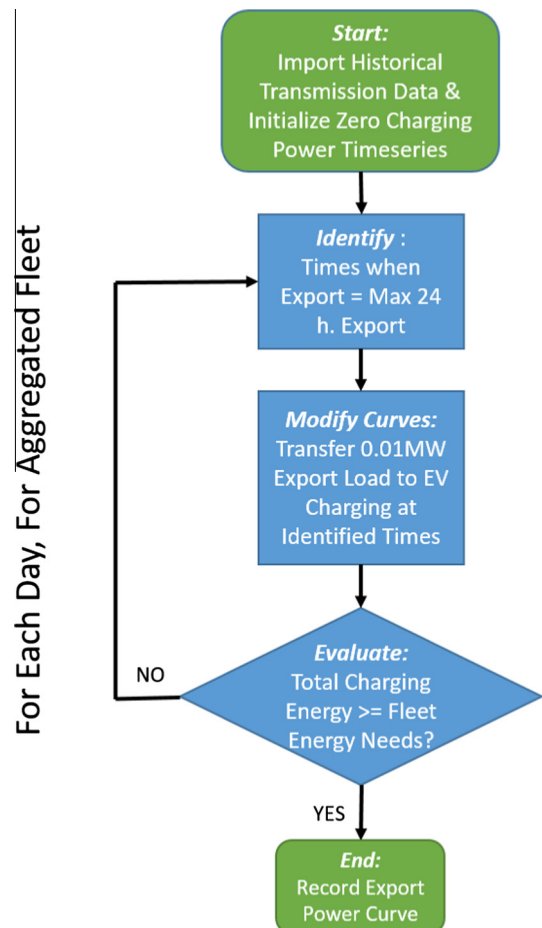 Start:
Import Historical
Transmission Data &
Initialize Zero Charging
Power Timeseries
For Each Day, For Aggregated Fleet
Identify :
Times when
Export = Max 24
h. Export
Modify Curves:
Transfer 0.01MW
Export Load to EV
Charging at
Identified Times
Evaluate:
Total Charging
Energy >= Fleet
Energy Needs?
NO
YES
End:
Record Export
Power Curve